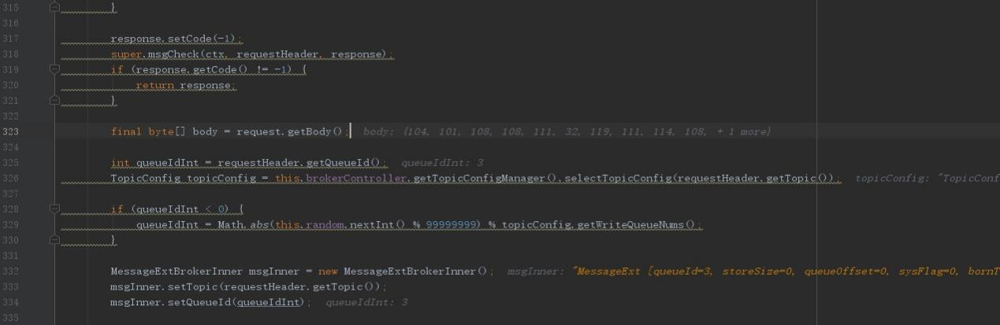 315 }
316
317 response.setCode(-1);
318 super.msgCheck(ctx, requestHeader, response);
319 if (response.getCode() != -1) {
320 return response;
321 }
322
323 final byte[] body = request.getBody(); body: {104, 101, 108, 108, 111, 32, 119, 111, 114, 108, + 1 more}
324
325 int queueIdInt = requestHeader.getQueueId(); queueIdInt: 3
326 TopicConfig topicConfig = this.brokerController.getTopicConfigManager().selectTopicConfig(requestHeader.getTopic()); topicConfig: "TopicConf
327
328 if (queueIdInt < 0) {
329 queueIdInt = Math.abs(this.random.nextInt() % 99999999) % topicConfig.getWriteQueueNums();
330 }
331
332 MessageExtBrokerInner msgInner = new MessageExtBrokerInner(); msgInner: "MessageExt [queueId=3, storeSize=0, queueOffset=0, sysFlag=0, bornT
333 msgInner.setTopic(requestHeader.getTopic());
334 msgInner.setQueueId(queueIdInt); queueIdInt: 3
335